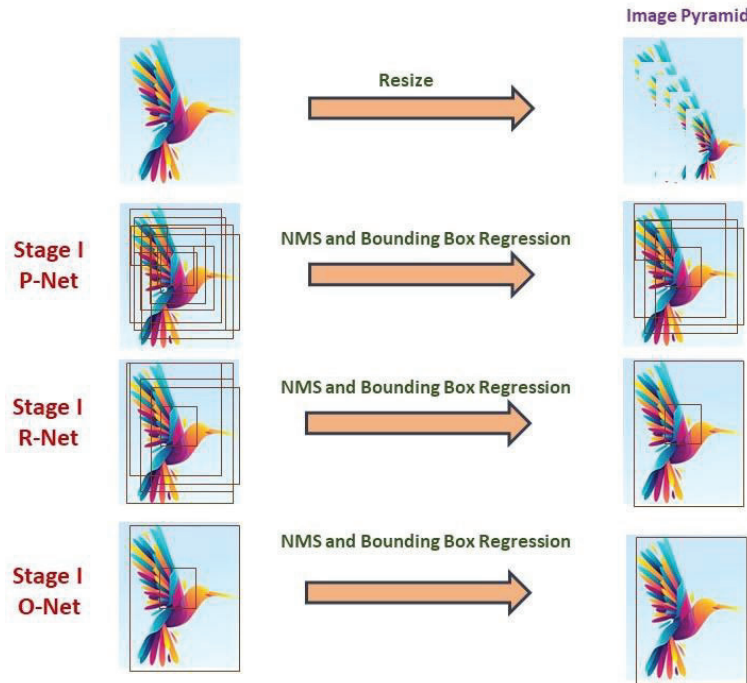 Image Pyramid
Resize
Stage I
P-Net
NMS and Bounding Box Regression
Stage I
R-Net
NMS and Bounding Box Regression
Stage I
O-Net
NMS and Bounding Box Regression